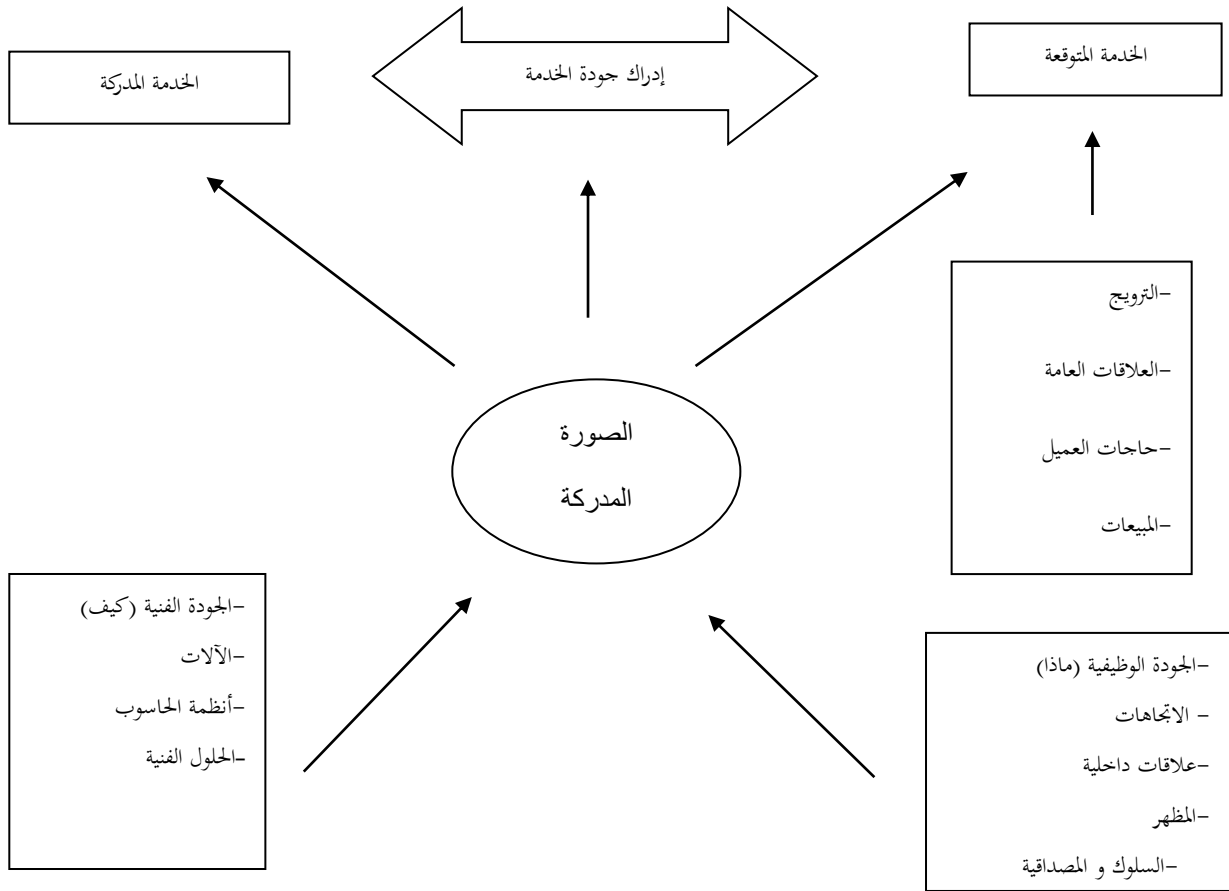 الخدمة المتوقعة
إدراك جودة الخدمة
الخدمة المدركة
-الترويج
-العلاقات العامة
-حاجات العميل
-المبيعات
الصورة
المدركة
-الجودة الوظيفية (ماذا)
- الاتجاهات
-علاقات داخلية
-المظهر
-السلوك و المصداقية
-الجودة الفنية (كيف)
-الآلات
-أنظمة الحاسوب
-الحلول الفنية